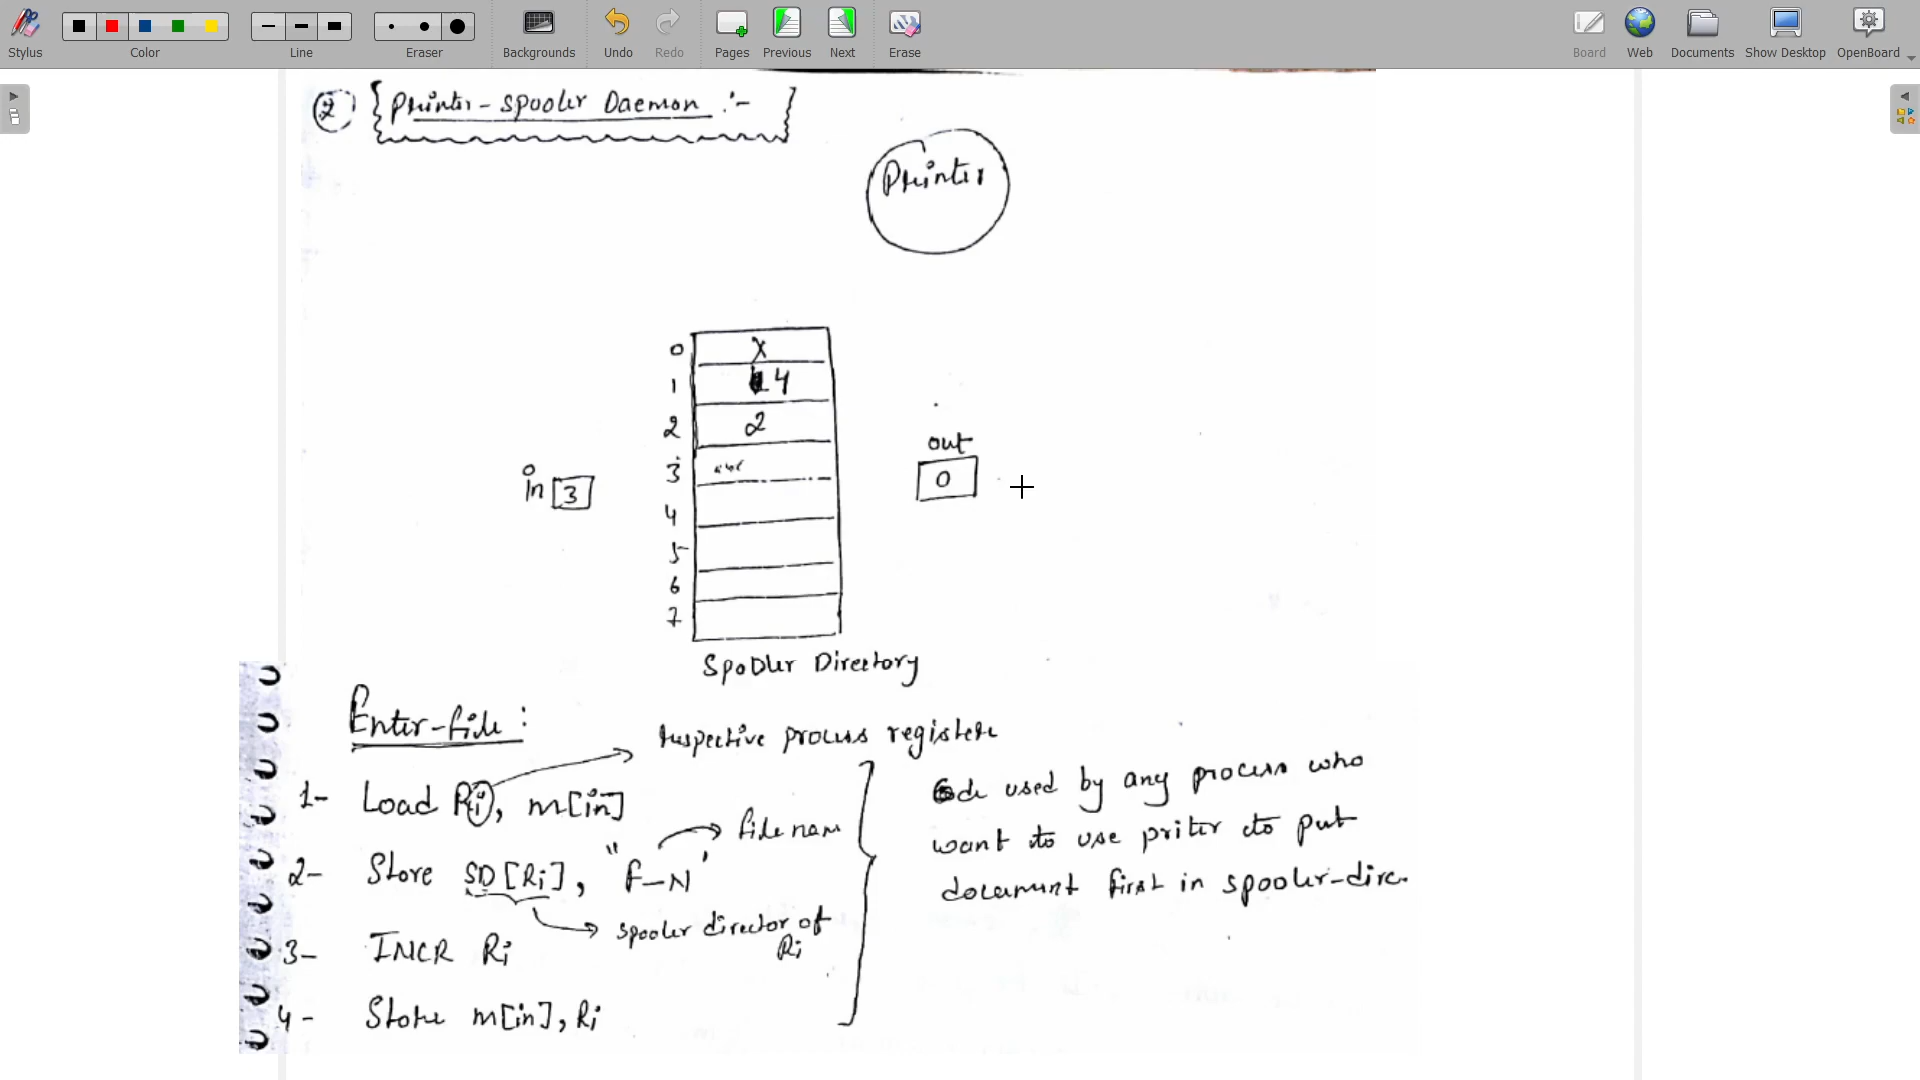 Stylus
Color
Line
Eraser
Backgrounds
Undo
Redo
Pages
Previous
Next
Erase
Board
Web
Documents
Show Desktop
OpenBoard
2 Printer-spooler Daemon :-
Printer
0 X
1 4
2 2
3
4
5
6
7
in 3
out
0
Spooler Directory
Enter-file:
respective process register
1- Load Ri, m[in]
file nam
2- Store SD[Ri], "F-N"
spooler director of
Ri
3- INCR Ri
4- Store m[in], Ri
Code used by any process who
want to use priter to put
document first in spooler-dire.